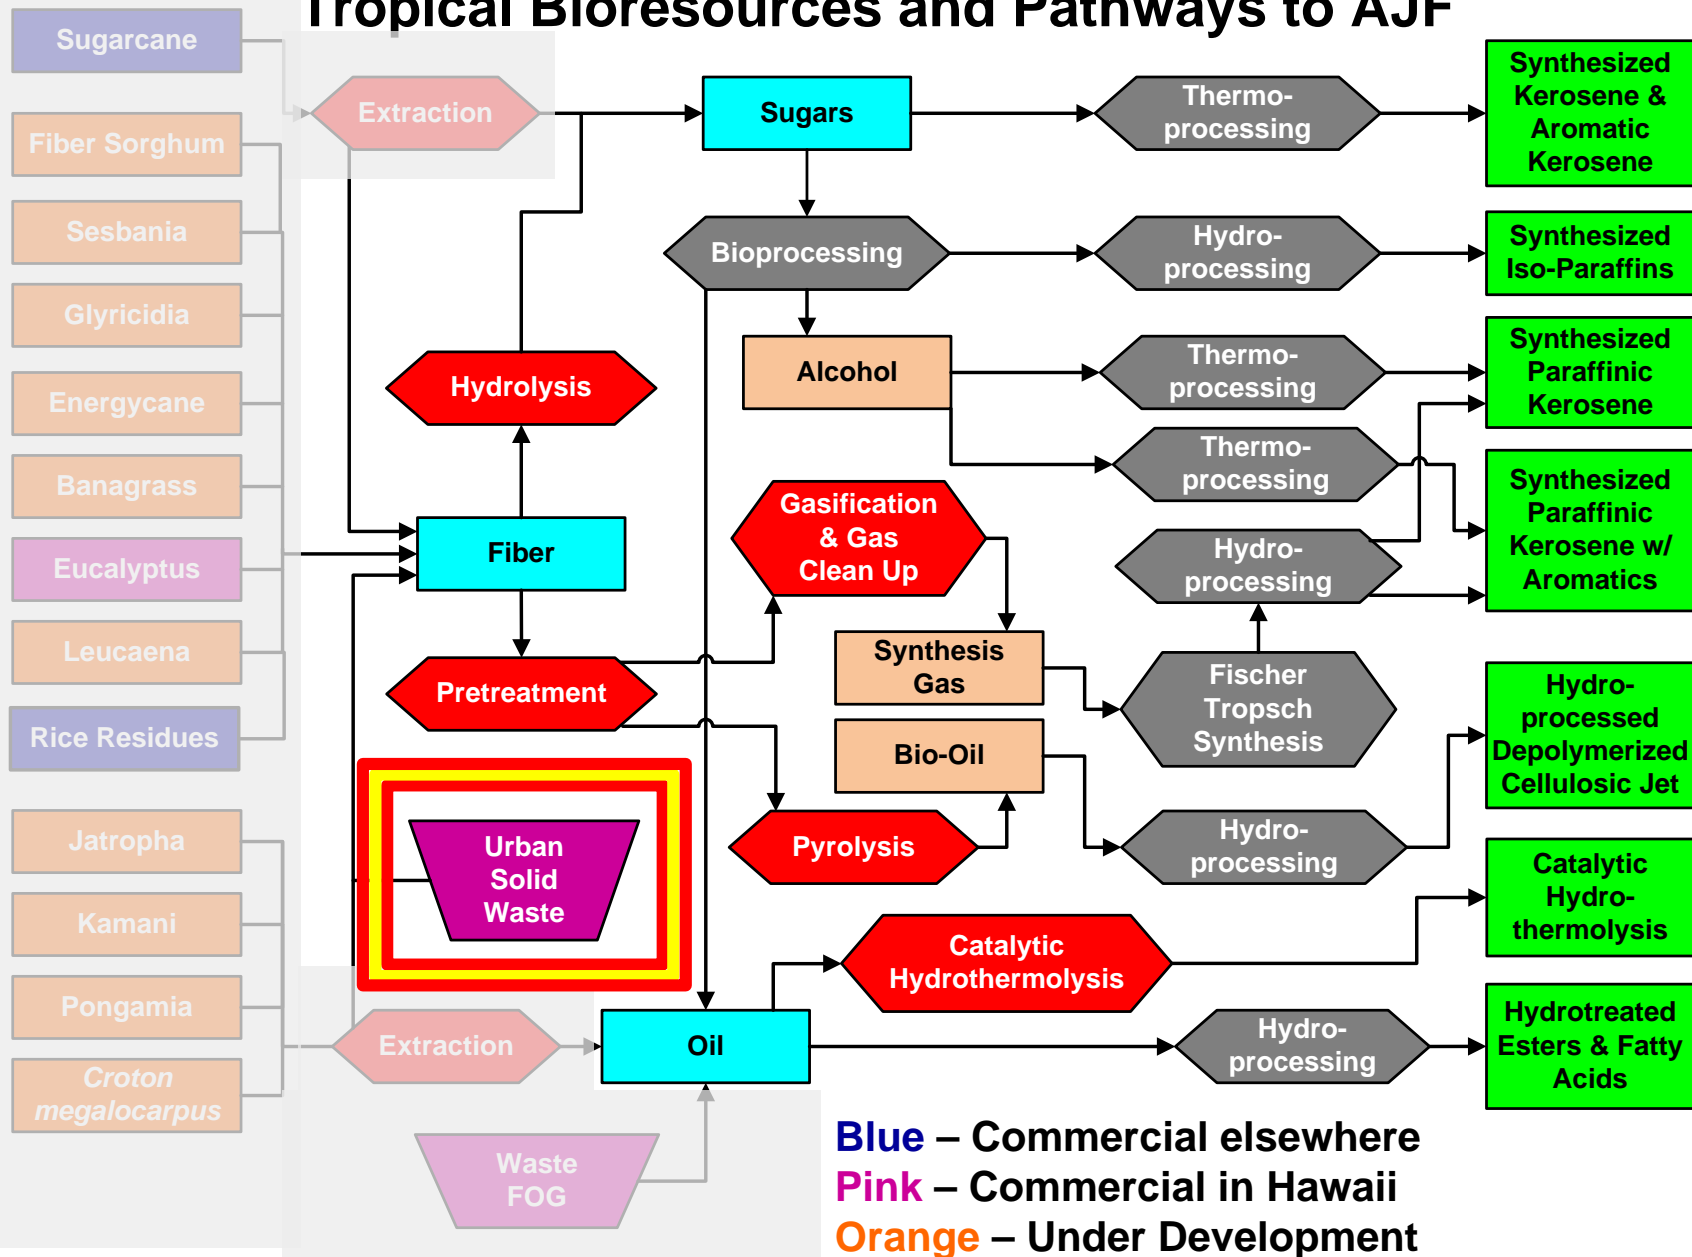 Tropical Bioresources and Pathways to AJF
Sugarcane
Fiber Sorghum
Sesbania
Glyricidia
Energycane
Banagrass
Eucalyptus
Leucaena
Rice Residues
Jatropha
Kamani
Pongamia
Croton
megalocarpus
Extraction
Hydrolysis
Fiber
Pretreatment
Urban
Solid
Waste
Extraction
Waste
FOG
Sugars
Bioprocessing
Alcohol
Gasification
& Gas
Clean Up
Synthesis
Gas
Bio-Oil
Pyrolysis
Catalytic
Hydrothermolysis
Oil
Thermo-
processing
Hydro-
processing
Thermo-
processing
Thermo-
processing
Hydro-
processing
Fischer
Tropsch
Synthesis
Hydro-
processing
Hydro-
processing
Synthesized
Kerosene &
Aromatic
Kerosene
Synthesized
Iso-Paraffins
Synthesized
Paraffinic
Kerosene
Synthesized
Paraffinic
Kerosene w/
Aromatics
Hydro-
processed
Depolymerized
Cellulosic Jet
Catalytic
Hydro-
thermolysis
Hydrotreated
Esters & Fatty
Acids
Blue – Commercial elsewhere
Pink – Commercial in Hawaii
Orange – Under Development